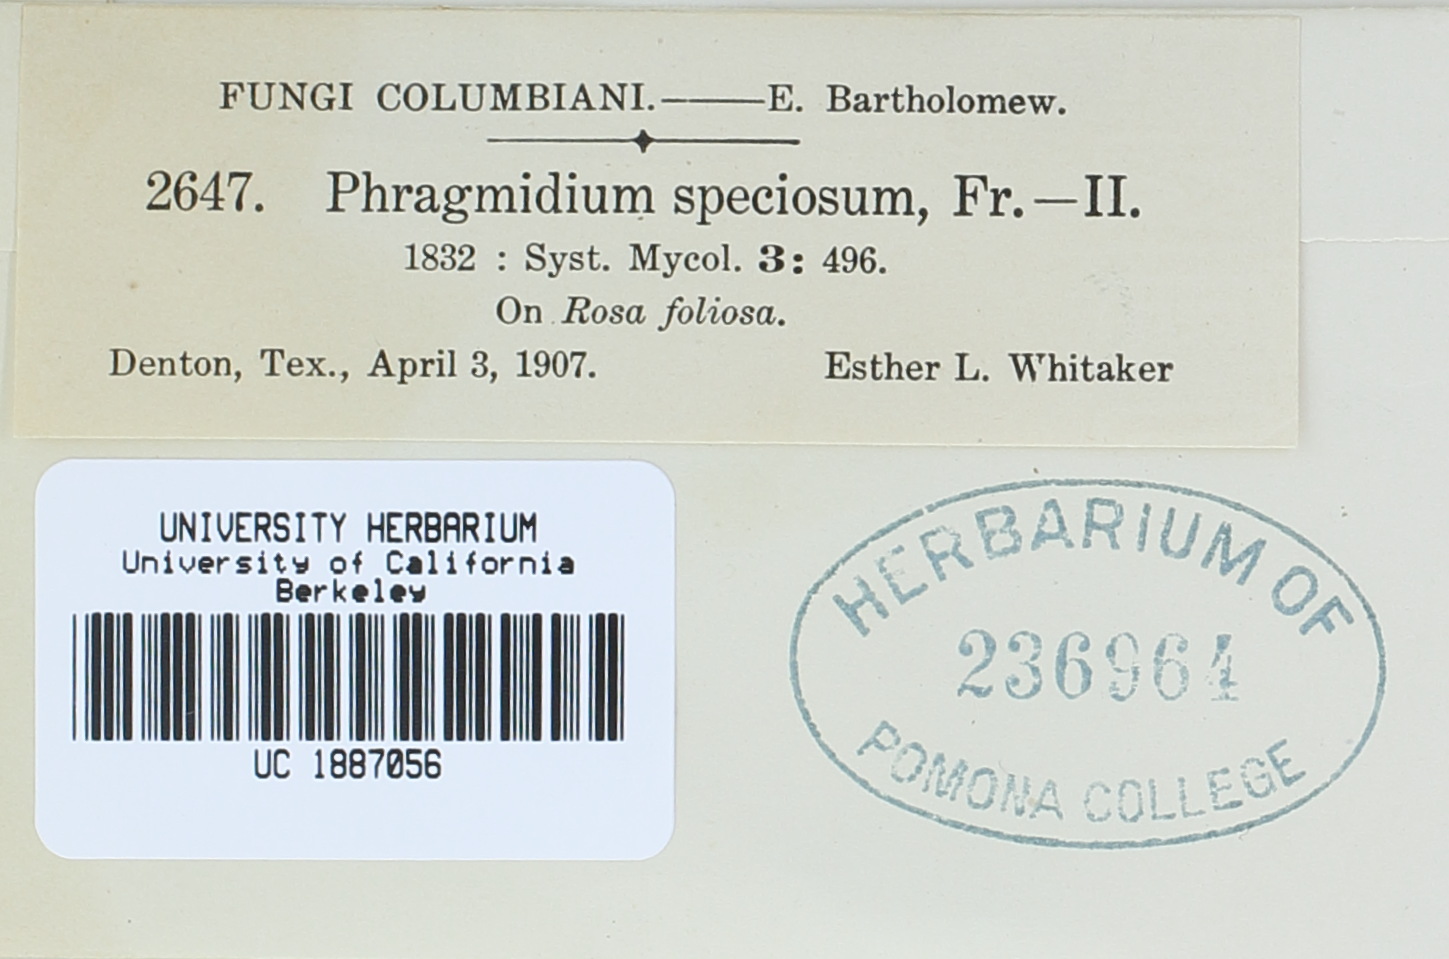 FUNGI COLUMBIANI.——E. Bartholomew.
2647. Phragmidium speciosum, Fr.—II.
1832 : Syst. Mycol. 3: 496.
On Rosa foliosa.
Denton, Tex., April 3, 1907. Esther L. Whitaker
UNIVERSITY HERBARIUM
University of California
Berkeley
UC 1887056
HERBARIUM OF
236964
POMONA COLLEGE